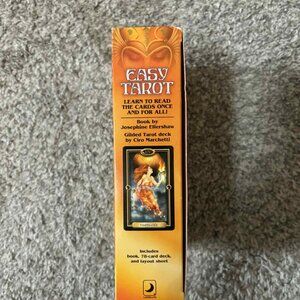 EASY
TAROT
LEARN TO READ
THE CARDS ONCE
AND FOR ALL!
Book by
Josephine Ellershaw
Gilded Tarot deck
by Ciro Marchetti
Includes
book, 78-card deck,
and layout sheet